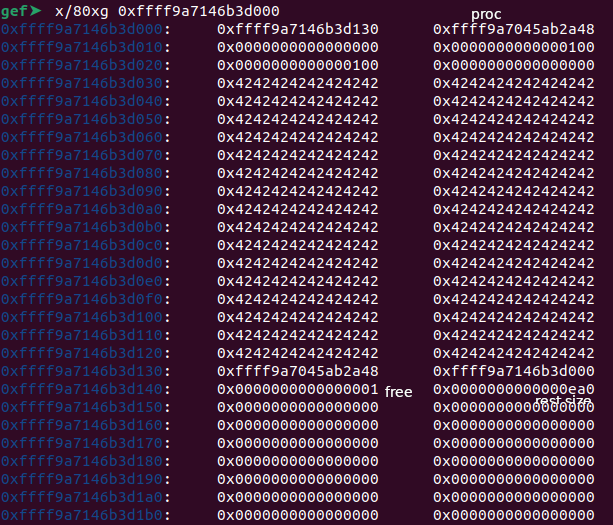 gef➤ x/80xg 0xffff9a7146b3d000
proc
0xffff9a7146b3d000: 0xffff9a7146b3d130 0xffff9a7045ab2a48
0xffff9a7146b3d010: 0x0000000000000000 0x0000000000000100
0xffff9a7146b3d020: 0x0000000000000100 0x0000000000000000
0xffff9a7146b3d030: 0x4242424242424242 0x4242424242424242
0xffff9a7146b3d040: 0x4242424242424242 0x4242424242424242
0xffff9a7146b3d050: 0x4242424242424242 0x4242424242424242
0xffff9a7146b3d060: 0x4242424242424242 0x4242424242424242
0xffff9a7146b3d070: 0x4242424242424242 0x4242424242424242
0xffff9a7146b3d080: 0x4242424242424242 0x4242424242424242
0xffff9a7146b3d090: 0x4242424242424242 0x4242424242424242
0xffff9a7146b3d0a0: 0x4242424242424242 0x4242424242424242
0xffff9a7146b3d0b0: 0x4242424242424242 0x4242424242424242
0xffff9a7146b3d0c0: 0x4242424242424242 0x4242424242424242
0xffff9a7146b3d0d0: 0x4242424242424242 0x4242424242424242
0xffff9a7146b3d0e0: 0x4242424242424242 0x4242424242424242
0xffff9a7146b3d0f0: 0x4242424242424242 0x4242424242424242
0xffff9a7146b3d100: 0x4242424242424242 0x4242424242424242
0xffff9a7146b3d110: 0x4242424242424242 0x4242424242424242
0xffff9a7146b3d120: 0x4242424242424242 0x4242424242424242
0xffff9a7146b3d130: 0xffff9a7045ab2a48 0xffff9a7146b3d000
0xffff9a7146b3d140: 0x0000000000000001 free 0x0000000000000ea0
rest size
0xffff9a7146b3d150: 0x0000000000000000 0x0000000000000000
0xffff9a7146b3d160: 0x0000000000000000 0x0000000000000000
0xffff9a7146b3d170: 0x0000000000000000 0x0000000000000000
0xffff9a7146b3d180: 0x0000000000000000 0x0000000000000000
0xffff9a7146b3d190: 0x0000000000000000 0x0000000000000000
0xffff9a7146b3d1a0: 0x0000000000000000 0x0000000000000000
0xffff9a7146b3d1b0: 0x0000000000000000 0x0000000000000000